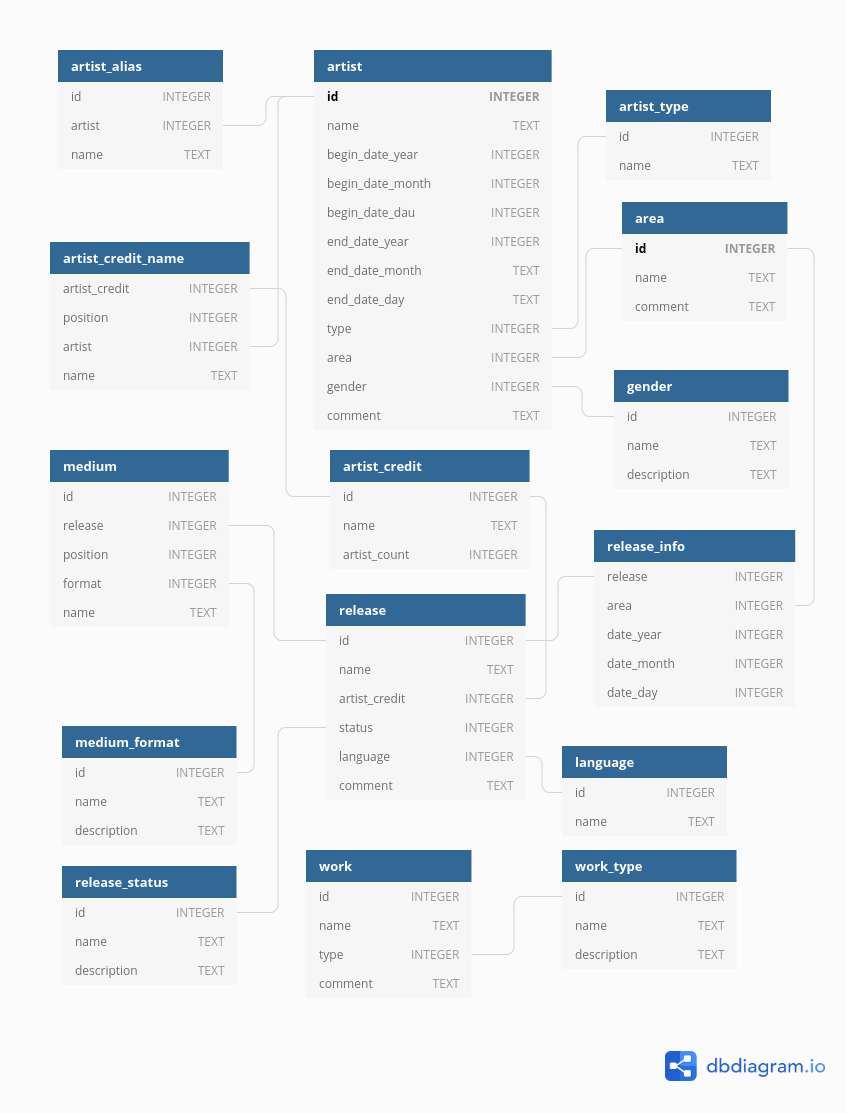 artist_alias
id INTEGER
artist INTEGER
name TEXT
artist
id INTEGER
name TEXT
begin_date_year INTEGER
begin_date_month INTEGER
begin_date_dau INTEGER
end_date_year INTEGER
end_date_month TEXT
end_date_day TEXT
type INTEGER
area INTEGER
gender INTEGER
comment TEXT
artist_type
id INTEGER
name TEXT
area
id INTEGER
name TEXT
comment TEXT
artist_credit_name
artist_credit INTEGER
position INTEGER
artist INTEGER
name TEXT
gender
id INTEGER
name TEXT
description TEXT
medium
id INTEGER
release INTEGER
position INTEGER
format INTEGER
name TEXT
artist_credit
id INTEGER
name TEXT
artist_count INTEGER
release_info
release INTEGER
area INTEGER
date_year INTEGER
date_month INTEGER
date_day INTEGER
release
id INTEGER
name TEXT
artist_credit INTEGER
status INTEGER
language INTEGER
comment TEXT
medium_format
id INTEGER
name TEXT
description TEXT
language
id INTEGER
name TEXT
release_status
id INTEGER
name TEXT
description TEXT
work
id INTEGER
name TEXT
type INTEGER
comment TEXT
work_type
id INTEGER
name TEXT
description TEXT
dbdiagram.io